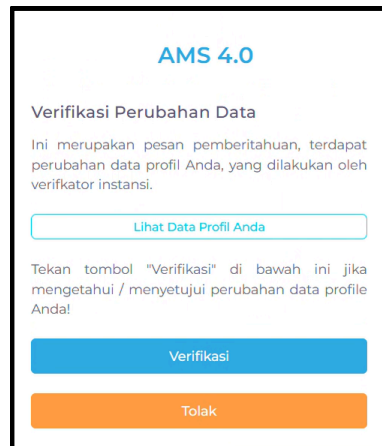 AMS 4.0
Verifikasi Perubahan Data
Ini merupakan pesan pemberitahuan, terdapat
perubahan data profil Anda, yang dilakukan oleh
verifkator instansi.
Lihat Data Profil Anda
Tekan tombol "Verifikasi" di bawah ini jika
mengetahui / menyetujui perubahan data profile
Anda!
Verifikasi
Tolak